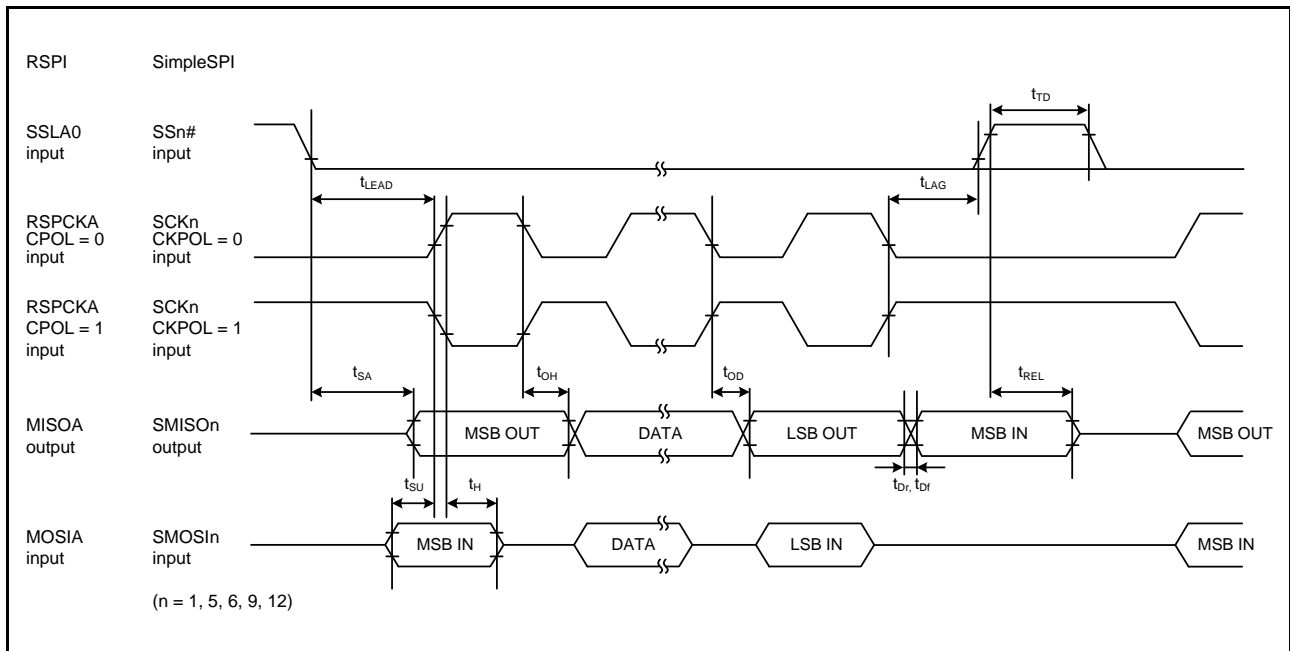 RSPI SimpleSPI
tTD
SSLA0 SSn#
input input
tLEAD tLAG
RSPCKA SCKn
CPOL = 0 CKPOL = 0
input input
RSPCKA SCKn
CPOL = 1 CKPOL = 1
input input
tSA tOH tOD tREL
MISOA SMISOn
output output
MSB OUT DATA LSB OUT MSB IN MSB OUT
tSU tH tDr, tDf
MOSIA SMOSIn
input input
MSB IN DATA LSB IN MSB IN
(n = 1, 5, 6, 9, 12)